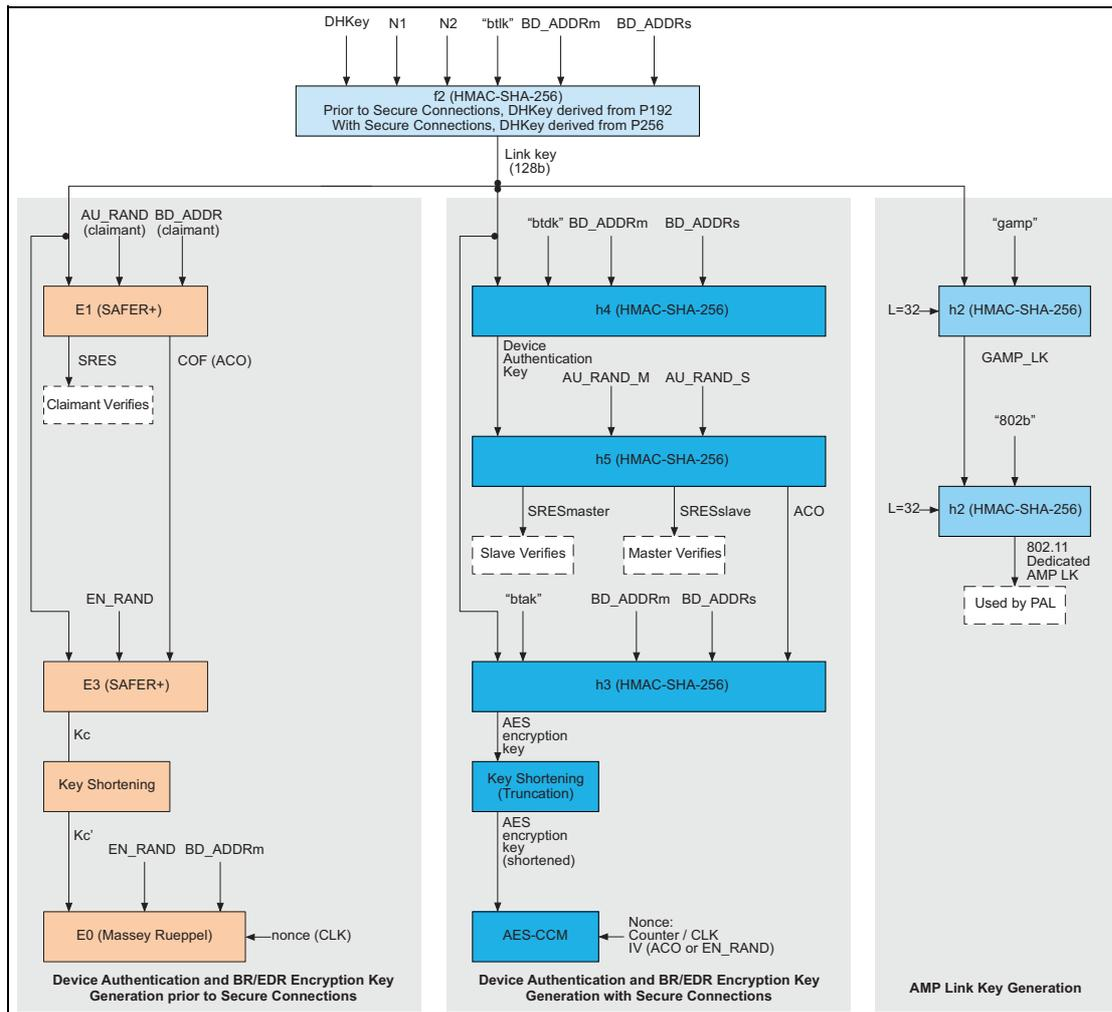 DHKey N1 N2 “btlk” BD_ADDRm BD_ADDRs
f2 (HMAC-SHA-256)
Prior to Secure Connections, DHKey derived from P192
With Secure Connections, DHKey derived from P256
Link key
(128b)
AU_RAND
(claimant)
BD_ADDR
(claimant)
E1 (SAFER+)
SRES
COF (ACO)
Claimant Verifies
EN_RAND
E3 (SAFER+)
Kc
Key Shortening
Kc’
EN_RAND BD_ADDRm
E0 (Massey Rueppel)
nonce (CLK)
Device Authentication and BR/EDR Encryption Key
Generation prior to Secure Connections
“btdk” BD_ADDRm BD_ADDRs
h4 (HMAC-SHA-256)
Device
Authentication
Key
AU_RAND_M AU_RAND_S
h5 (HMAC-SHA-256)
SRESmaster
SRESslave
ACO
Slave Verifies
Master Verifies
“btak” BD_ADDRm BD_ADDRs
h3 (HMAC-SHA-256)
AES
encryption
key
Key Shortening
(Truncation)
AES
encryption
key
(shortened)
AES-CCM
Nonce:
Counter / CLK
IV (ACO or EN_RAND)
Device Authentication and BR/EDR Encryption Key
Generation with Secure Connections
“gamp”
L=32
h2 (HMAC-SHA-256)
GAMP_LK
“802b”
L=32
h2 (HMAC-SHA-256)
802.11
Dedicated
AMP LK
Used by PAL
AMP Link Key Generation